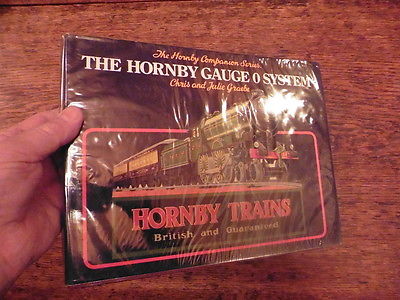 The Hornby Companion Series
THE HORNBY GAUGE 0 SYSTEM
Chris and Julie Graebe
HORNBY TRAINS
British and Guaranteed